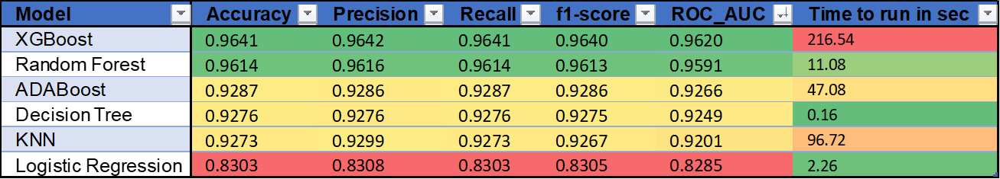 Model Accuracy Precision Recall f1-score ROC_AUC Time to run in sec
XGBoost 0.9641 0.9642 0.9641 0.9640 0.9620 216.54
Random Forest 0.9614 0.9616 0.9614 0.9613 0.9591 11.08
ADABoost 0.9287 0.9286 0.9287 0.9286 0.9266 47.08
Decision Tree 0.9276 0.9276 0.9276 0.9275 0.9249 0.16
KNN 0.9273 0.9299 0.9273 0.9267 0.9201 96.72
Logistic Regression 0.8303 0.8308 0.8303 0.8305 0.8285 2.26